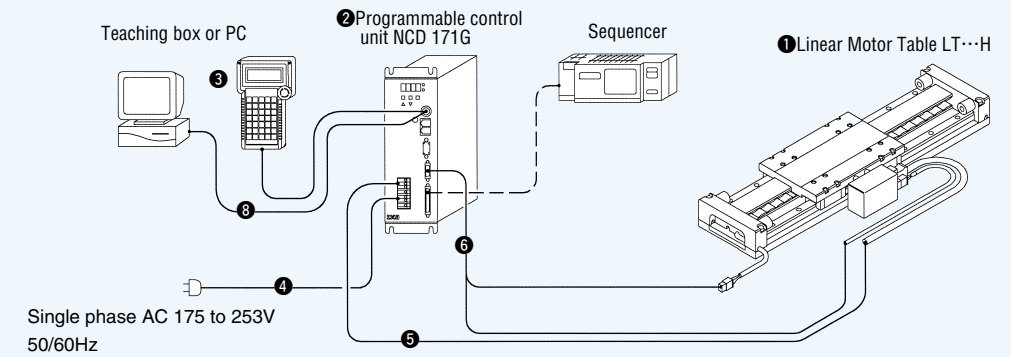 ❷Programmable control
unit NCD 171G
Teaching box or PC
Sequencer
❶Linear Motor Table LT⋯H
❸
❽
❻
❹
Single phase AC 175 to 253V
❺
50/60Hz